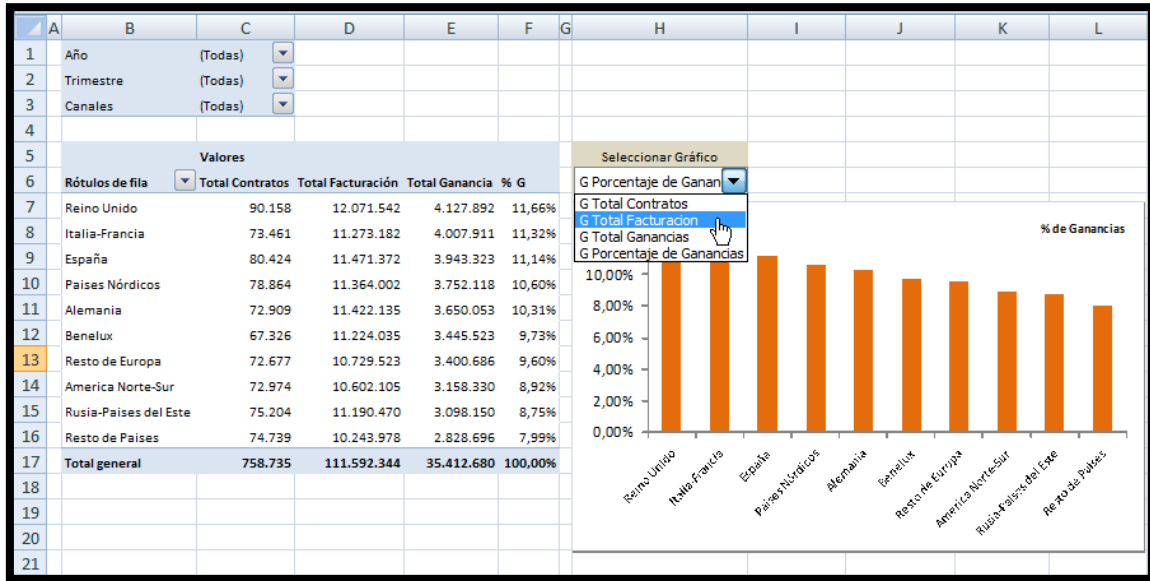 A B C D E F G H I J K L
1 Año (Todas)
2 Trimestre (Todas)
3 Canales (Todas)
4
5 Valores Seleccionar Gráfico
6 Rótulos de fila Total Contratos Total Facturación Total Ganancia % G G Porcentaje de Ganan
7 Reino Unido 90.158 12.071.542 4.127.892 11,66% G Total Contratos
G Total Facturacion
8 Italia-Francia 73.461 11.273.182 4.007.911 11,32% G Total Ganancias % de Ganancias
9 España 80.424 11.471.372 3.943.323 11,14% G Porcentaje de Ganancias
10 Paises Nórdicos 78.864 11.364.002 3.752.118 10,60% 10,00%
11 Alemania 72.909 11.422.135 3.650.053 10,31% 8,00%
12 Benelux 67.326 11.224.035 3.445.523 9,73% 6,00%
13 Resto de Europa 72.677 10.729.523 3.400.686 9,60%
14 America Norte-Sur 72.974 10.602.105 3.158.330 8,92% 4,00%
15 Rusia-Paises del Este 75.204 11.190.470 3.098.150 8,75% 2,00%
16 Resto de Paises 74.739 10.243.978 2.828.696 7,99% 0,00%
17 Total general 758.735 111.592.344 35.412.680 100,00%
Reino Unido Italia-Francia España Paises Nórdicos Alemania Benelux Resto de Europa America Norte-Sur Rusia-Paises del Este Resto de Paises
18
19
20
21